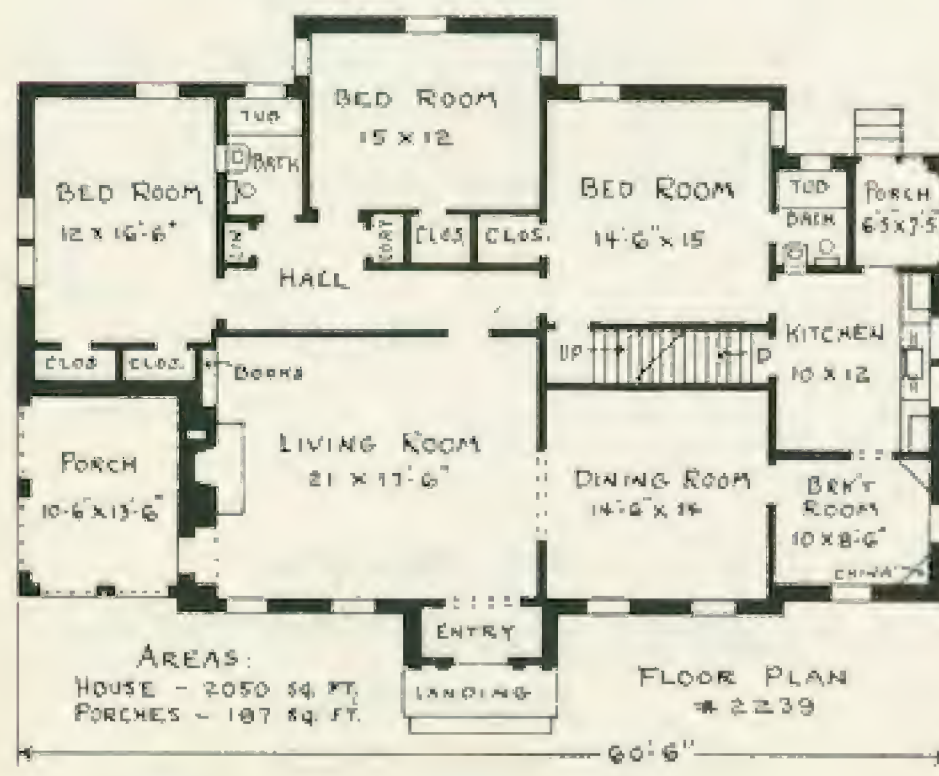 BED ROOM
15 x 12
TUB
BATH
BED ROOM
12 x 16'-6"
LIN
COAT
CLOS.
CLOS.
BED ROOM
14'-6" x 15
TUB
BATH
PORCH
6'5" x 7'5"
HALL
KITCHEN
10 x 12
UP
D
CLOS
CLOS.
BOOKS
LIVING ROOM
21 x 17'-6"
PORCH
10'-6" x 13'-6"
DINING ROOM
14'-6" x 14
BRK'T
ROOM
10 x 8'-6"
CHINA
ENTRY
LANDING
AREAS:
HOUSE - 2050 SQ. FT.
PORCHES - 187 SQ. FT.
FLOOR PLAN
# 2239
60'-6"